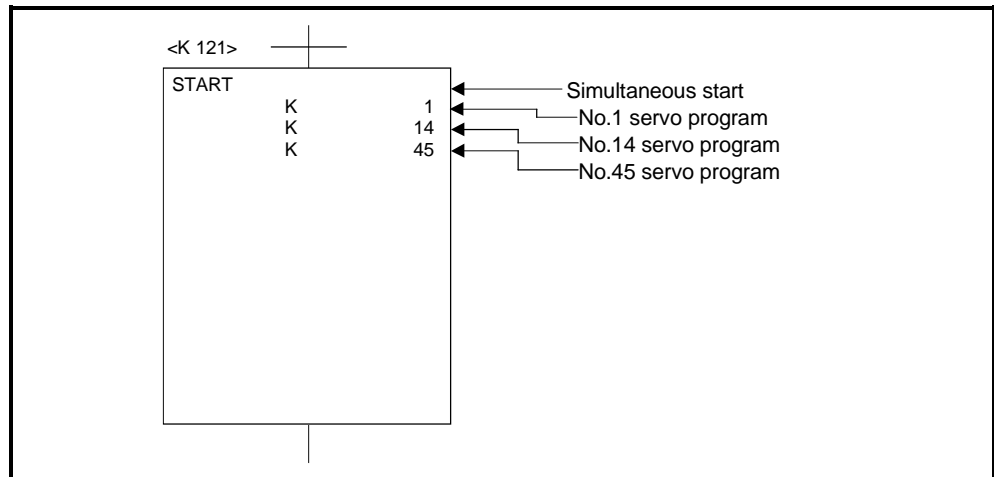 <K 121>
START Simultaneous start
K 1 No.1 servo program
K 14 No.14 servo program
K 45 No.45 servo program